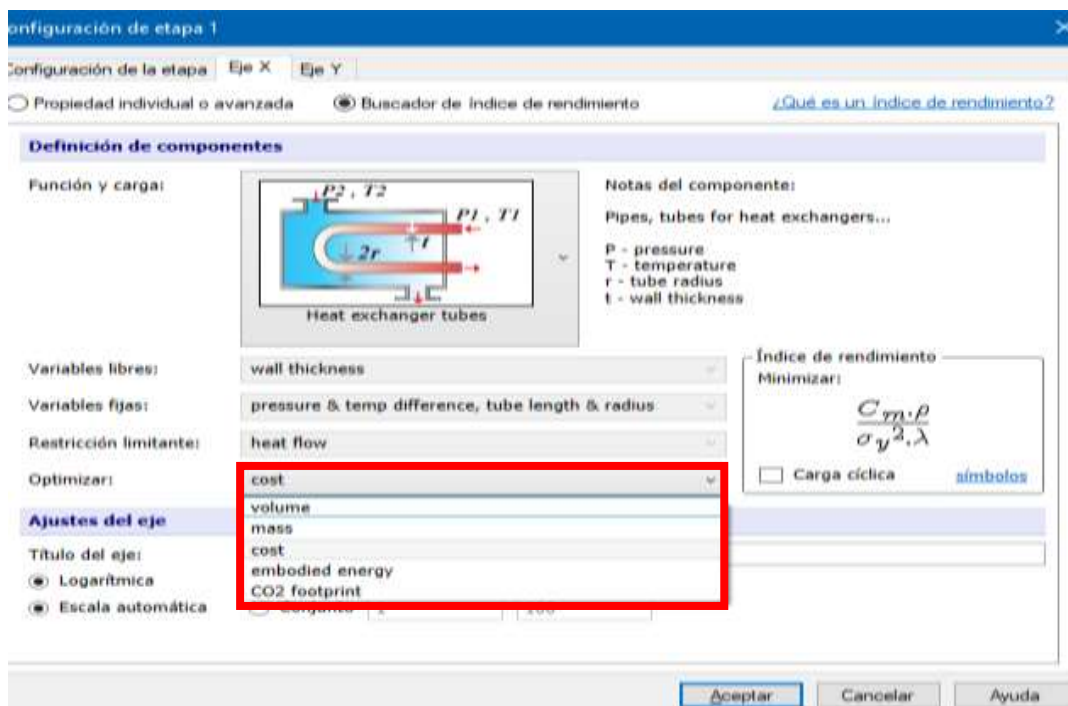 onfiguración de etapa 1
Configuración de la etapa Eje X Eje Y
Propiedad individual o avanzada Buscador de índice de rendimiento ¿Qué es un índice de rendimiento?
Definición de componentes
Función y carga:
P2 , T2
P1 , T1
t
2r
Heat exchanger tubes
Notas del componente:
Pipes, tubes for heat exchangers...
P - pressure
T - temperature
r - tube radius
t - wall thickness
Variables libres: wall thickness
Variables fijas: pressure & temp difference, tube length & radius
Restricción limitante: heat flow
Optimizar: cost
volume
mass
cost
embodied energy
CO2 footprint
Índice de rendimiento
Minimizar:
C m.ρ
σ y 2.λ
Carga cíclica símbolos
Ajustes del eje
Título del eje:
Logarítmica
Escala automática
Aceptar Cancelar Ayuda